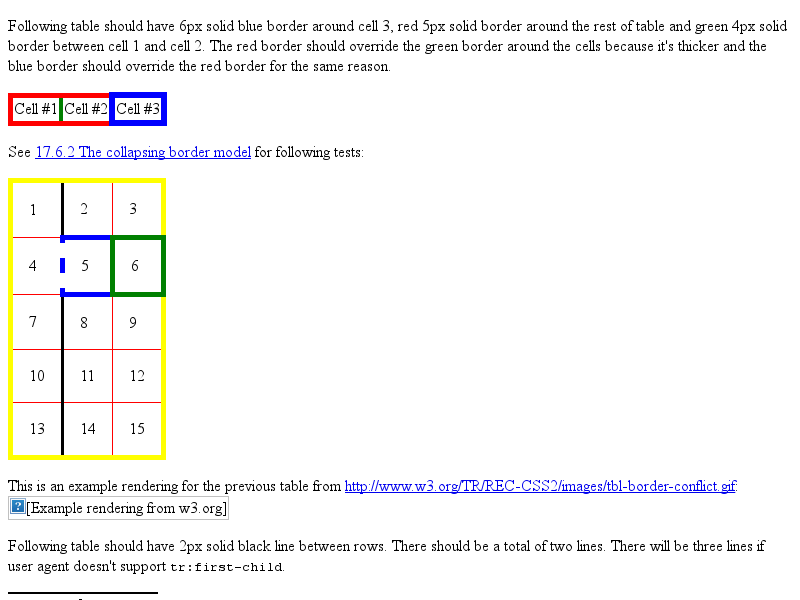 Following table should have 6px solid blue border around cell 3, red 5px solid border around the rest of table and green 4px solid
border between cell 1 and cell 2. The red border should override the green border around the cells because it's thicker and the
blue border should override the red border for the same reason.
Cell #1 Cell #2 Cell #3
See 17.6.2 The collapsing border model for following tests:
1 2 3
4 5 6
7 8 9
10 11 12
13 14 15
This is an example rendering for the previous table from http://www.w3.org/TR/REC-CSS2/images/tbl-border-conflict.gif:
[Example rendering from w3.org]
Following table should have 2px solid black line between rows. There should be a total of two lines. There will be three lines if
user agent doesn't support tr:first-child.